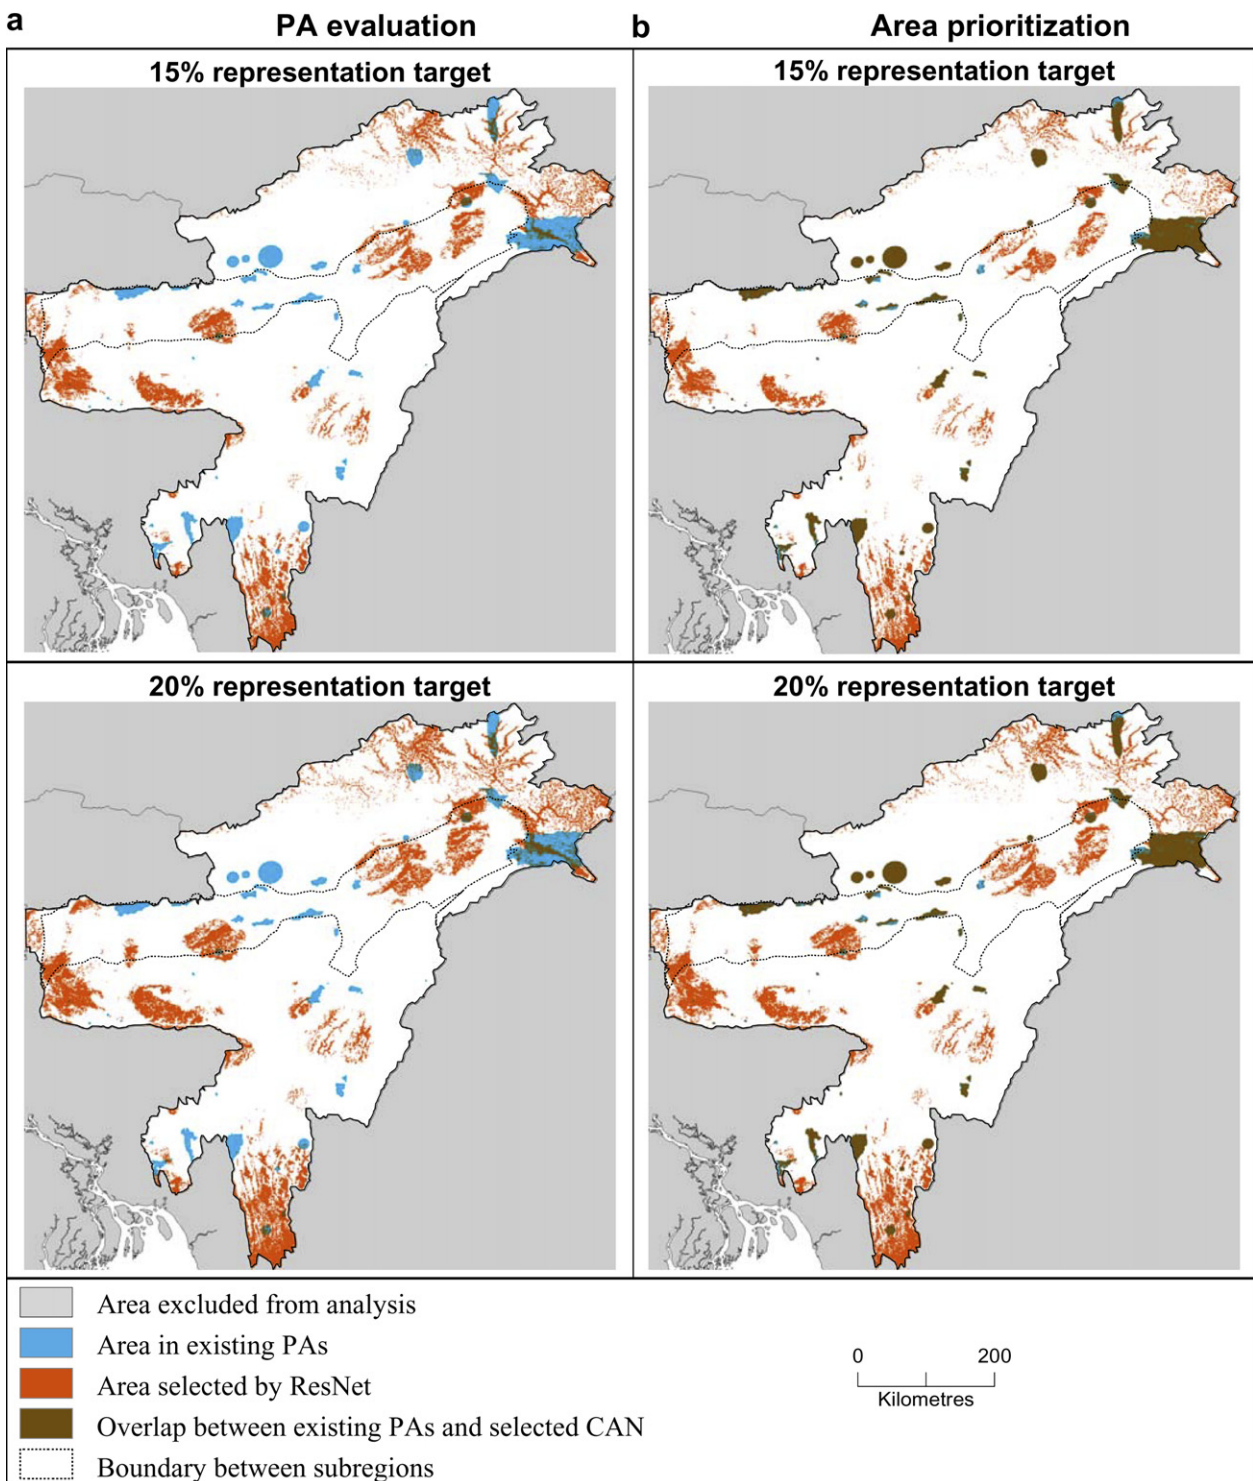 a PA evaluation b Area prioritization
15% representation target 15% representation target
20% representation target 20% representation target
Area excluded from analysis
Area in existing PAs
Area selected by ResNet
Overlap between existing PAs and selected CAN
Boundary between subregions
0 200
Kilometres